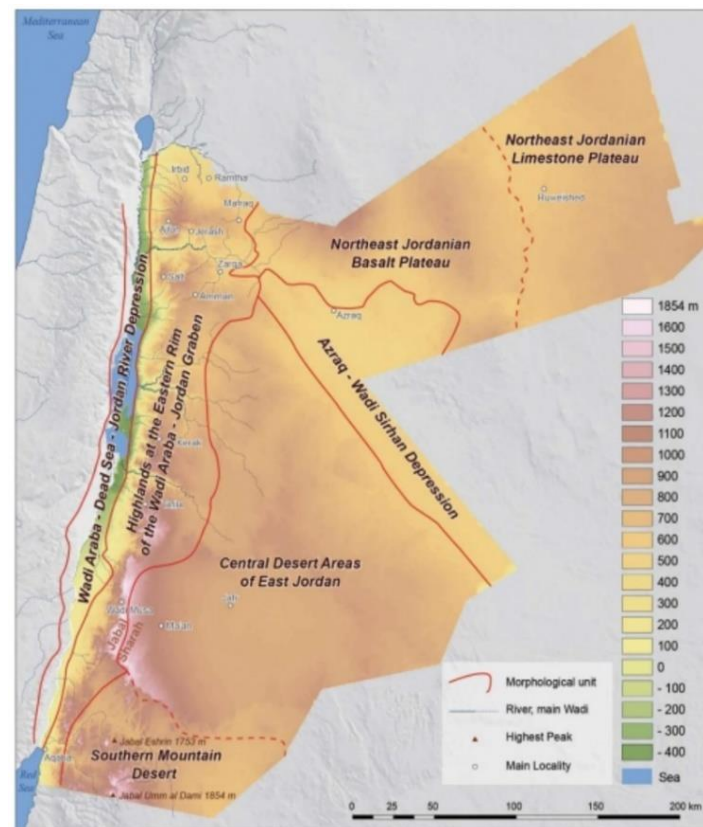 Mediterranean
Sea
Northeast Jordanian
Limestone Plateau
Irbid
Ramtha
Ruweished
Mafraq
Ajlun
Jerash
Northeast Jordanian
Basalt Plateau
Zarqa
Salt
Amman
Azraq
Wadi Araba - Dead Sea - Jordan River Depression
Highlands at the Eastern Rim
of the Wadi Araba - Jordan Graben
Azraq - Wadi Sirhan Depression
Karak
Central Desert Areas
of East Jordan
Jafr
Wadi Musa
Ma'an
Jabal
Sharah
Jabal Eshrin 1753 m
Southern Mountain
Desert
Aqaba
Red
Sea
Jabal Umm al Dami 1854 m
1854 m
1600
1500
1400
1300
1200
1100
1000
900
800
700
600
500
400
300
200
100
0
- 100
- 200
- 300
- 400
Sea
Morphological unit
River, main Wadi
Highest Peak
Main Locality
0 50 100 150 200 km